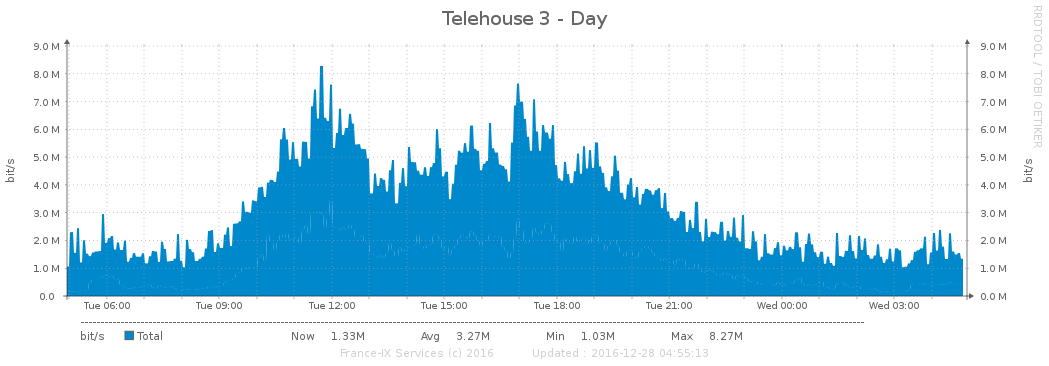 Telehouse 3 - Day
RRDTOOL / TOBI OETIKER
bit/s
9.0 M
8.0 M
7.0 M
6.0 M
5.0 M
4.0 M
3.0 M
2.0 M
1.0 M
0.0
9.0 M
8.0 M
7.0 M
6.0 M
5.0 M
4.0 M
3.0 M
2.0 M
1.0 M
0.0 M
bit/s
Tue 06:00 Tue 09:00 Tue 12:00 Tue 15:00 Tue 18:00 Tue 21:00 Wed 00:00 Wed 03:00
bit/s Total Now 1.33M Avg 3.27M Min 1.03M Max 8.27M
France-IX Services (c) 2016 Updated : 2016-12-28 04:55:13